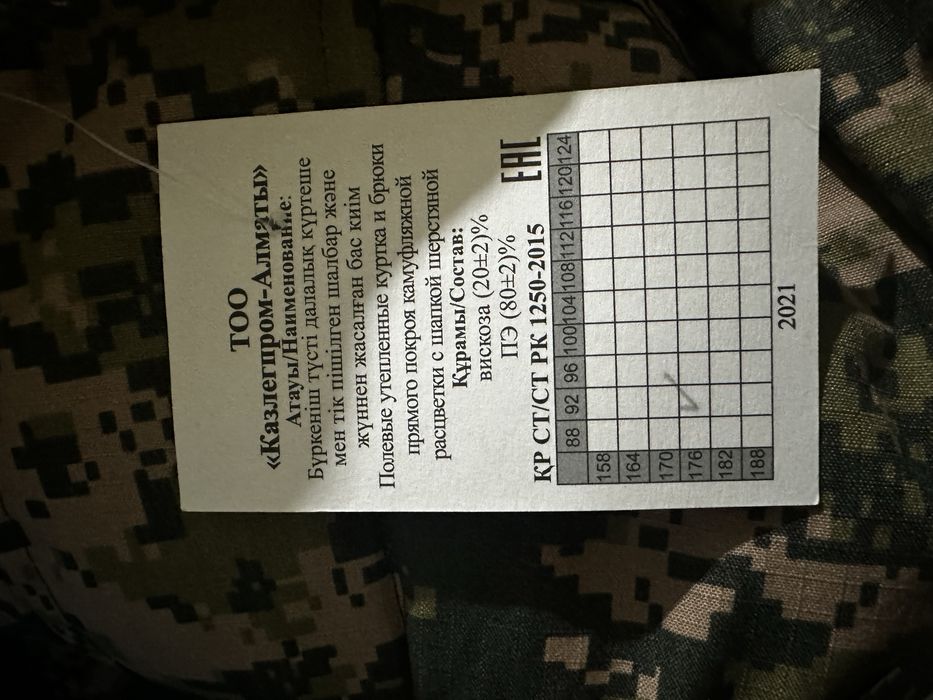 ТОО
«Казлегпром-Алматы»
Атауы/Наименование:
Бүркеніш түсті далалық күртеше
мен тік пішілген шалбар және
жүннен жасалған бас киім
Полевые утепленные куртка и брюки
прямого покроя камуфляжной
расцветки с шапкой шерстяной
Құрамы/Состав:
вискоза (20±2)%
ПЭ (80±2)%
ҚР СТ/СТ РК 1250-2015 EAC
88 92 96 100 104 108 112 116 120 124
158
164
170
176
182
188
2021